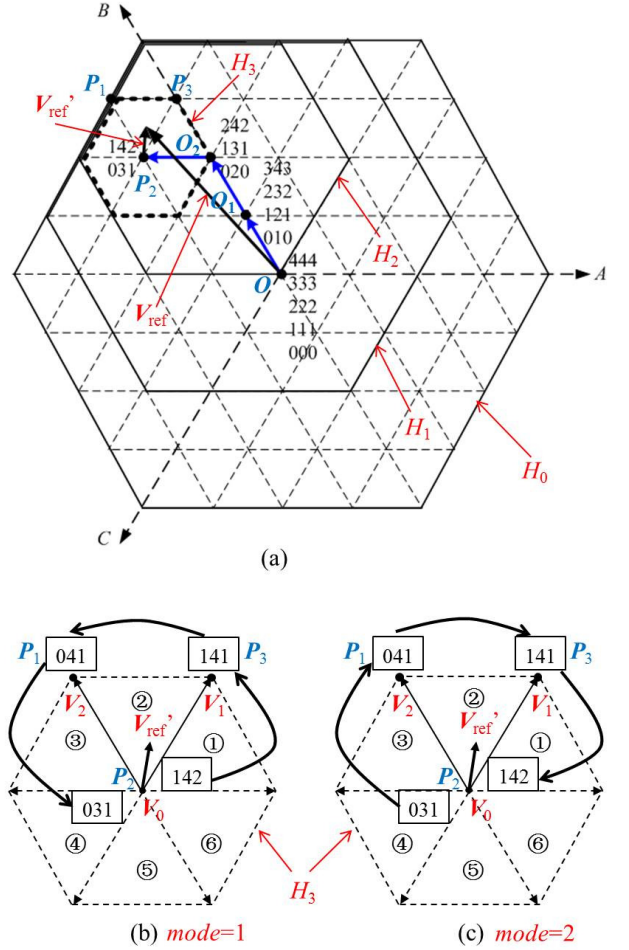 B
P1
P3
H3
Vref'
242
142
O2
131
031
020
343
P2
232
O1
121
010
H2
444
O
333
A
Vref
222
111
000
H1
H0
C
(a)
P1 041 141 P3
V2 ② V1
Vref'
③ ①
P2 142
031 V0
④ ⑤ ⑥
P1 041 141 P3
V2 ② V1
Vref'
③ ①
P2 142
031 V0
④ ⑤ ⑥
H3
(b) mode=1
(c) mode=2